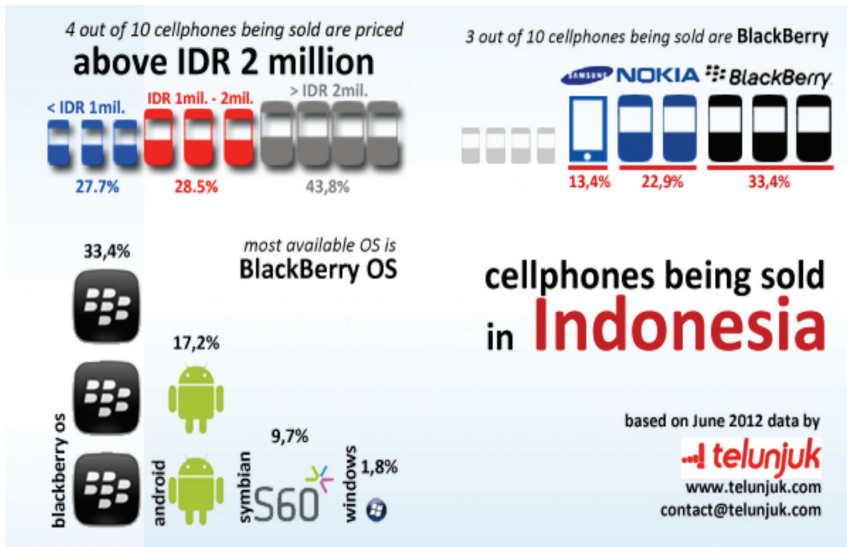 4 out of 10 cellphones being sold are priced
above IDR 2 million
< IDR 1mil.
IDR 1mil. - 2mil.
> IDR 2mil.
27.7%
28.5%
43,8%
3 out of 10 cellphones being sold are BlackBerry
SAMSUNG
NOKIA
BlackBerry
13,4%
22,9%
33,4%
most available OS is
BlackBerry OS
33,4%
blackberry os
17,2%
android
9,7%
symbian
S60
windows
1,8%
cellphones being sold
in Indonesia
based on June 2012 data by
telunjuk
www.telunjuk.com
contact@telunjuk.com